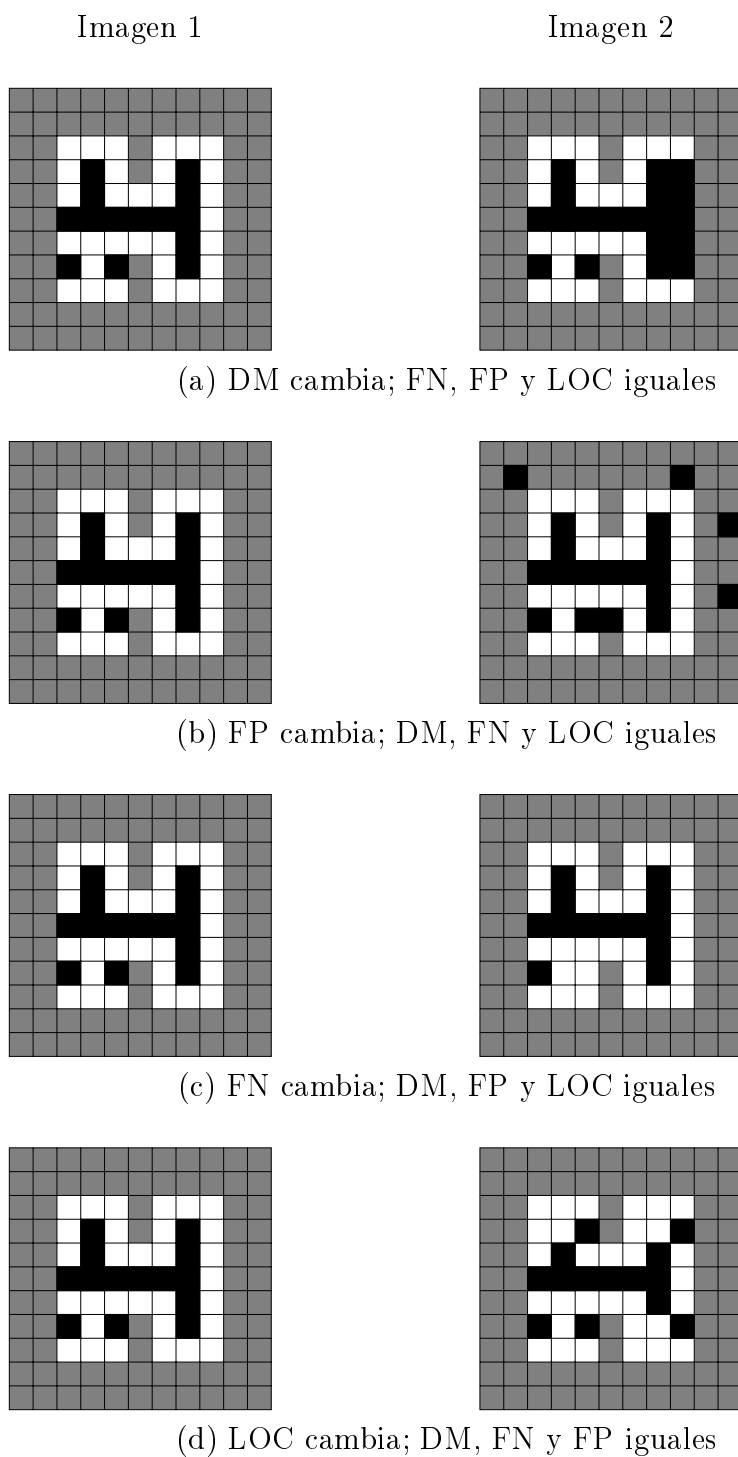 Imagen 1 Imagen 2
(a) DM cambia; FN, FP y LOC iguales
(b) FP cambia; DM, FN y LOC iguales
(c) FN cambia; DM, FP y LOC iguales
(d) LOC cambia; DM, FN y FP iguales